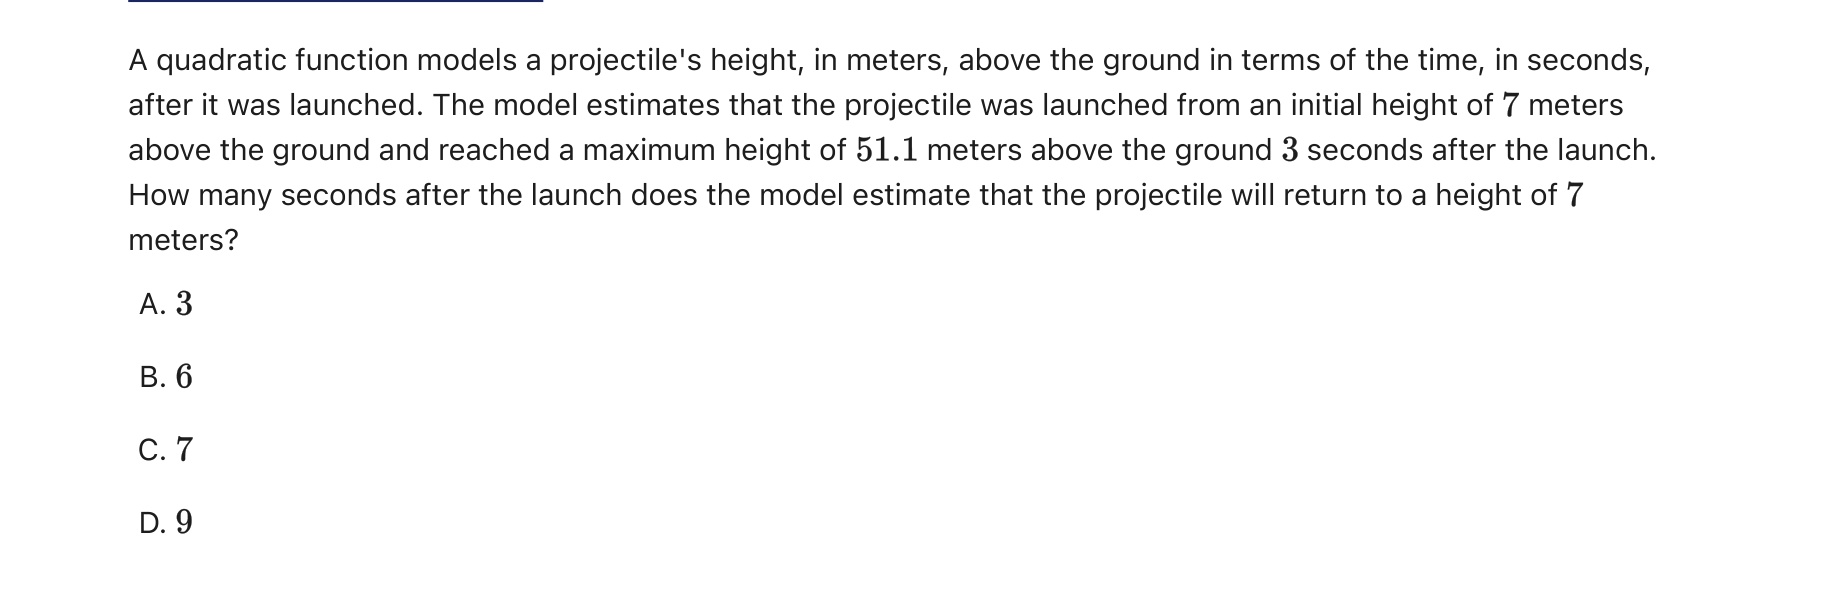 A quadratic function models a projectile's height, in meters, above the ground in terms of the time, in seconds,
after it was launched. The model estimates that the projectile was launched from an initial height of 7 meters
above the ground and reached a maximum height of 51.1 meters above the ground 3 seconds after the launch.
How many seconds after the launch does the model estimate that the projectile will return to a height of 7
meters?
A. 3
B. 6
C. 7
D. 9